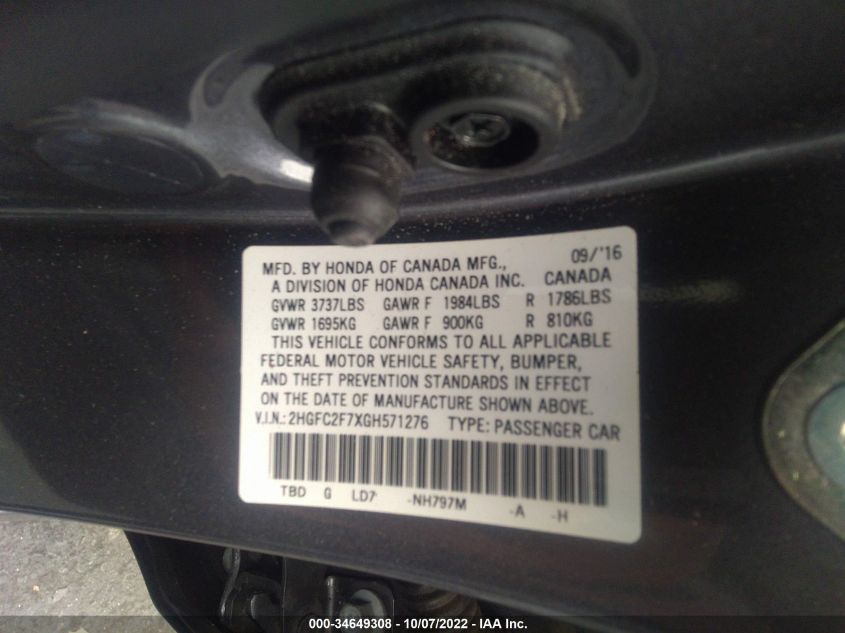 09/'16
MFD. BY HONDA OF CANADA MFG.,
A DIVISION OF HONDA CANADA INC. CANADA
GVWR 3737LBS GAWR F 1984LBS R 1786LBS
GVWR 1695KG GAWR F 900KG R 810KG
THIS VEHICLE CONFORMS TO ALL APPLICABLE
FEDERAL MOTOR VEHICLE SAFETY, BUMPER,
AND THEFT PREVENTION STANDARDS IN EFFECT
ON THE DATE OF MANUFACTURE SHOWN ABOVE.
V.I.N.: 2HGFC2F7XGH571276 TYPE: PASSENGER CAR
TBD G LD7 -NH797M -A -H
000-34649308 - 10/07/2022 - IAA Inc.